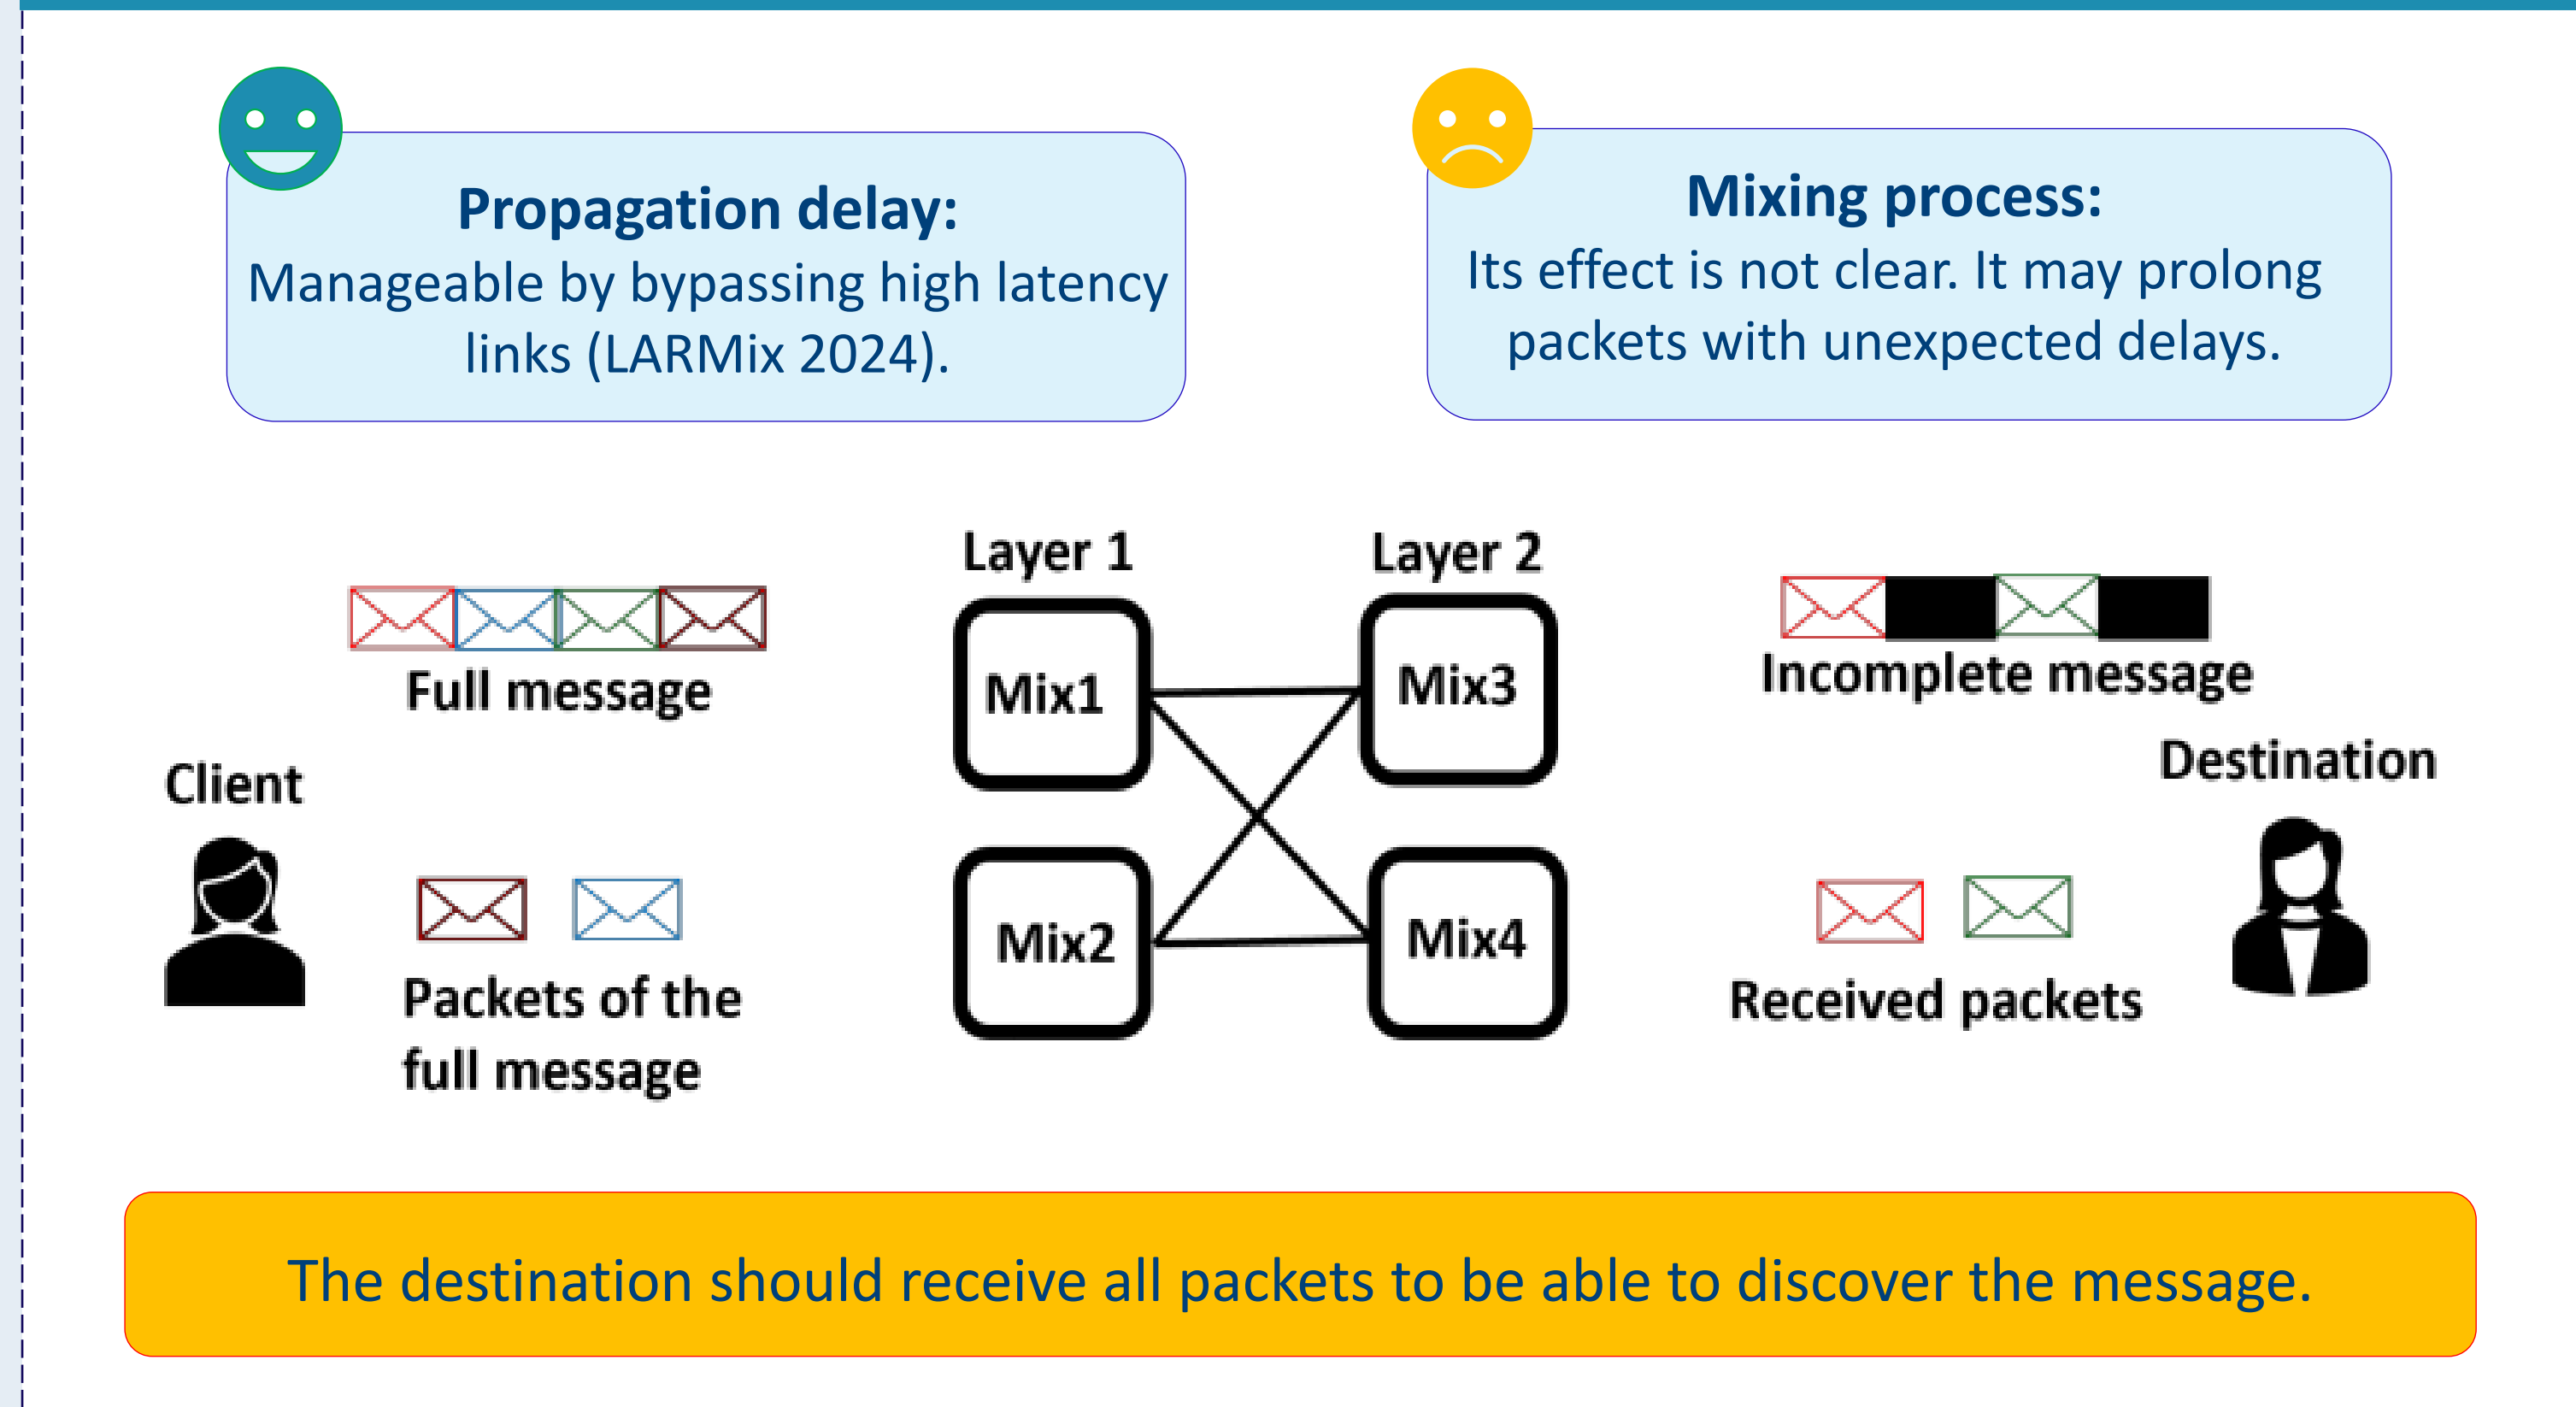 Propagation delay:
Manageable by bypassing high latency
links (LARMix 2024).
Mixing process:
Its effect is not clear. It may prolong
packets with unexpected delays.
Layer 1
Layer 2
Full message
Mix1
Mix3
Incomplete message
Client
Destination
Packets of the
full message
Mix2
Mix4
Received packets
The destination should receive all packets to be able to discover the message.